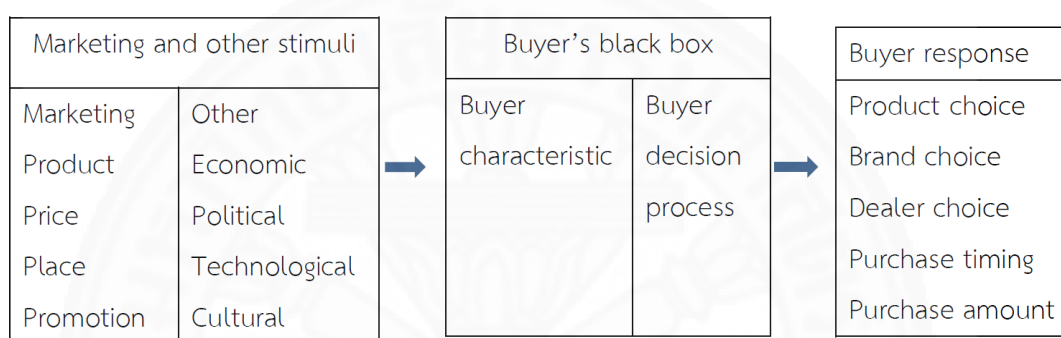 Marketing and other stimuli
Marketing
Product
Price
Place
Promotion
Other
Economic
Political
Technological
Cultural
Buyer's black box
Buyer
characteristic
Buyer
decision
process
Buyer response
Product choice
Brand choice
Dealer choice
Purchase timing
Purchase amount